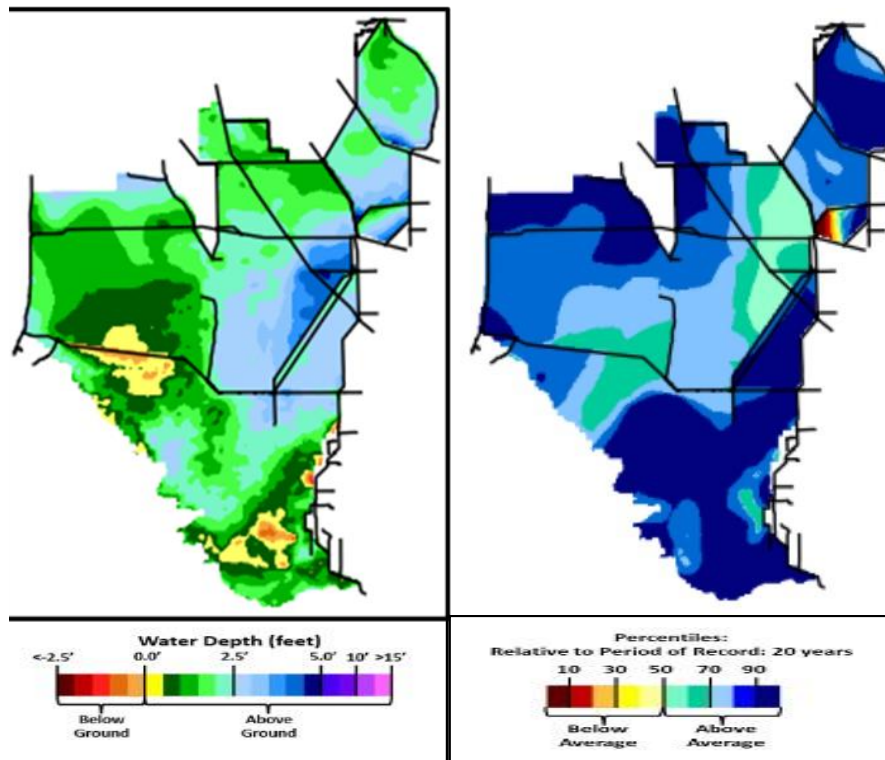 Water Depth (feet)
<-2.5' 0.0' 2.5' 5.0' 10' >15'
Below
Ground
Above
Ground
Percentiles:
Relative to Period of Record: 20 years
10 30 50 70 90
Below
Average
Above
Average